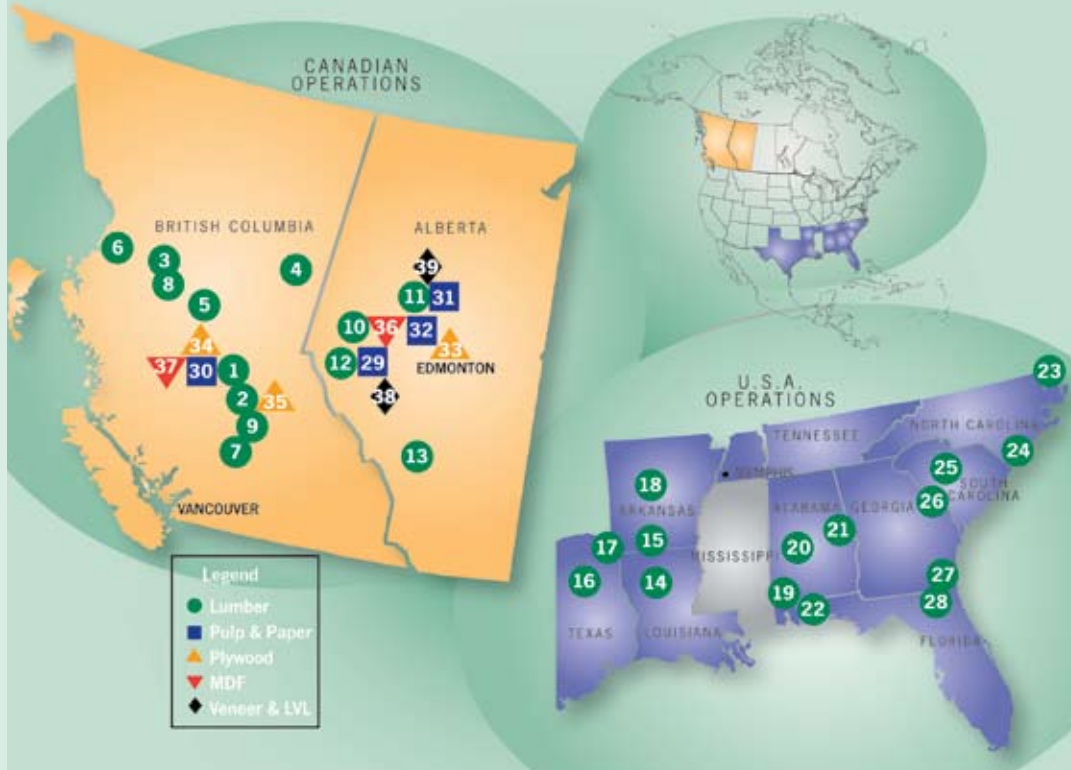 CANADIAN
OPERATIONS
BRITISH COLUMBIA
ALBERTA
6
3
4
8
5
39
11
31
10
36
32
34
33
37
30
1
12
29
EDMONTON
2
35
38
9
7
13
VANCOUVER
Legend
Lumber
Pulp & Paper
Plywood
MDF
Veneer & LVL
U.S.A.
OPERATIONS
23
TENNESSEE
NORTH CAROLINA
24
MEMPHIS
25
18
SOUTH
CAROLINA
26
ARKANSAS
ALABAMA
GEORGIA
21
15
17
20
MISSISSIPPI
16
14
27
19
22
28
TEXAS
LOUISIANA
FLORIDA